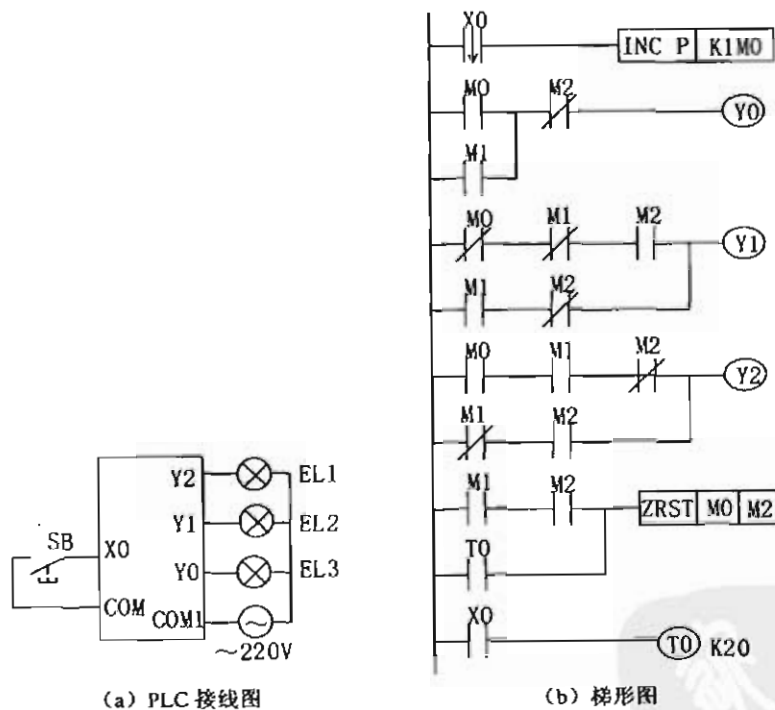 X0
INC P K1M0
M0 M2
Y0
M1
M0 M1 M2
Y1
M1 M2
M0 M1 M2
Y2
M1 M2
M1 M2
ZRST M0 M2
T0
X0
T0 K20
(b) 梯形图
Y2 EL1
Y1 EL2
SB X0
Y0 EL3
COM COM1
~
~220V
(a) PLC 接线图